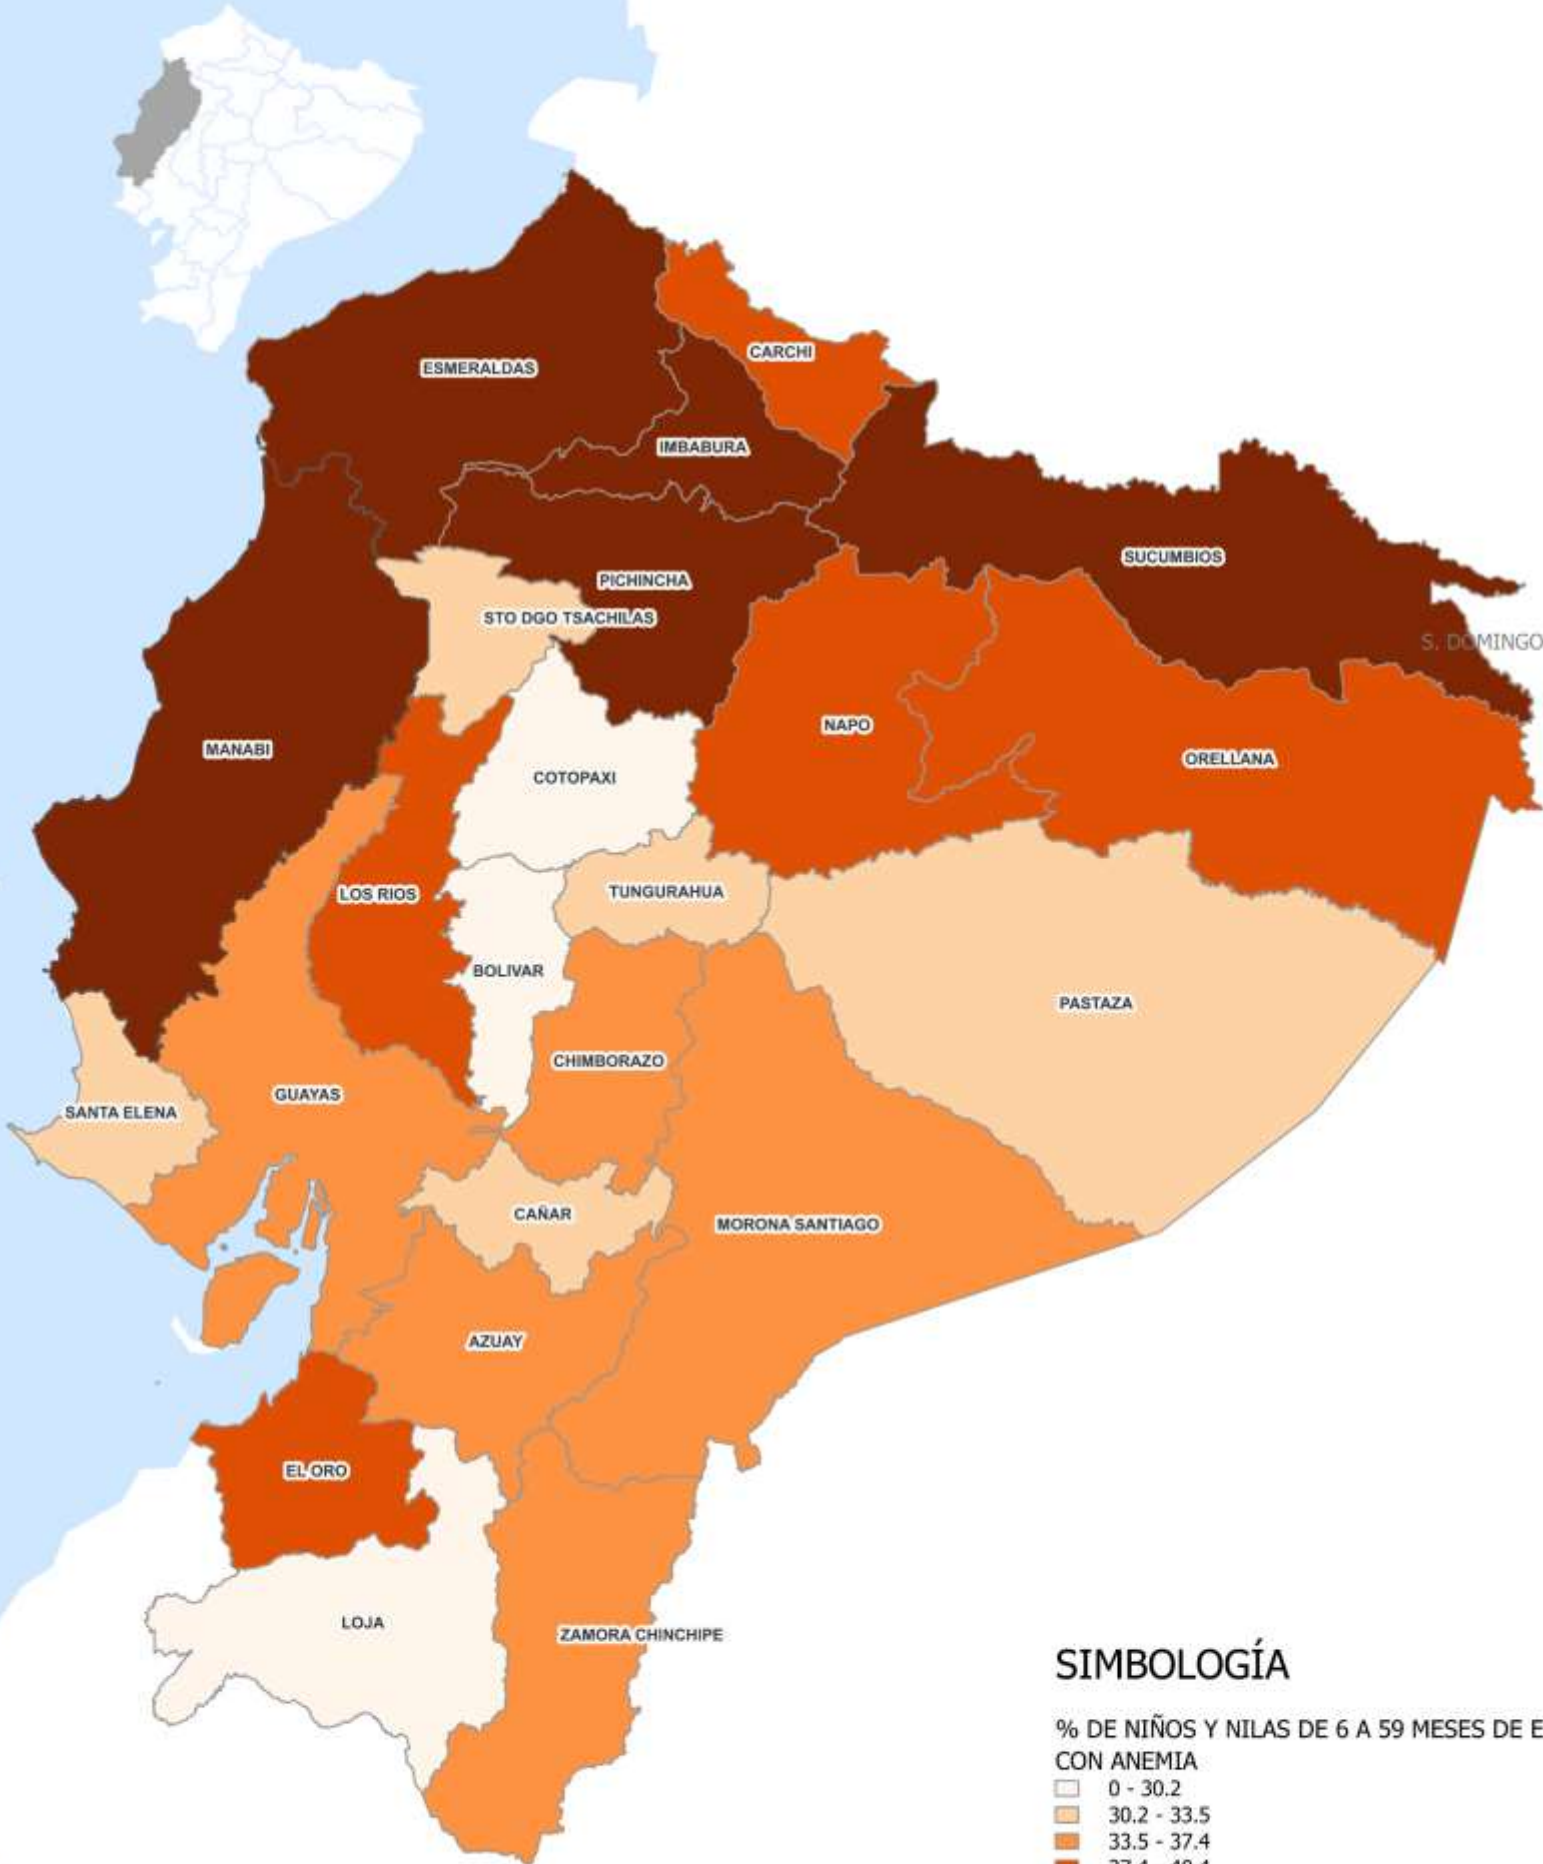 ESMERALDAS
CARCHI
IMBABURA
SUCUMBIOS
PICHINCHA
STO DGO TSACHILAS
S. DOMINGO
NAPO
MANABI
ORELLANA
COTOPAXI
LOS RIOS
TUNGURAHUA
BOLIVAR
PASTAZA
CHIMBORAZO
GUAYAS
SANTA ELENA
CAÑAR
MORONA SANTIAGO
AZUAY
EL ORO
LOJA
ZAMORA CHINCHIPE
SIMBOLOGÍA
% DE NIÑOS Y NILAS DE 6 A 59 MESES DE E
CON ANEMIA
0 - 30.2
30.2 - 33.5
33.5 - 37.4